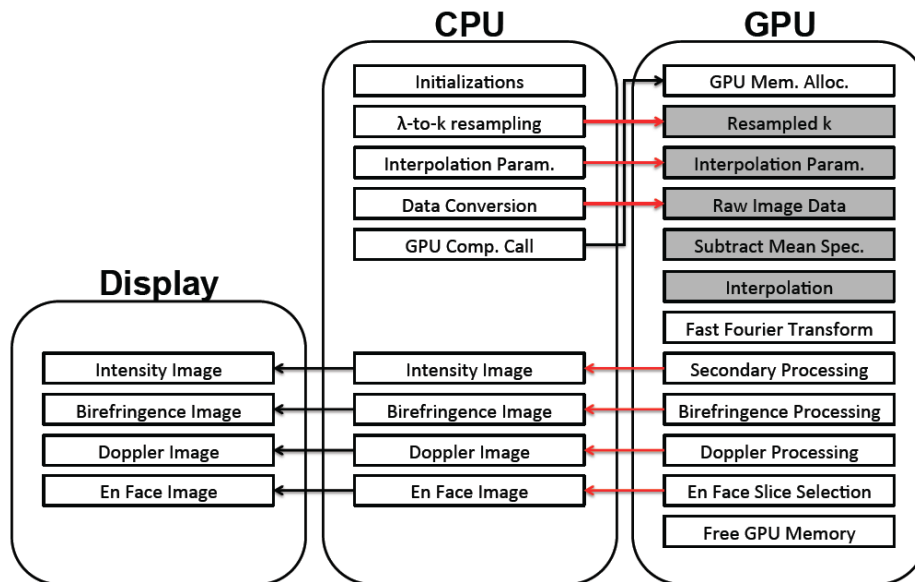 CPU
GPU
Initializations
GPU Mem. Alloc.
λ-to-k resampling
Resampled k
Interpolation Param.
Interpolation Param.
Data Conversion
Raw Image Data
GPU Comp. Call
Subtract Mean Spec.
Display
Interpolation
Fast Fourier Transform
Intensity Image
Intensity Image
Secondary Processing
Birefringence Image
Birefringence Image
Birefringence Processing
Doppler Image
Doppler Image
Doppler Processing
En Face Image
En Face Image
En Face Slice Selection
Free GPU Memory